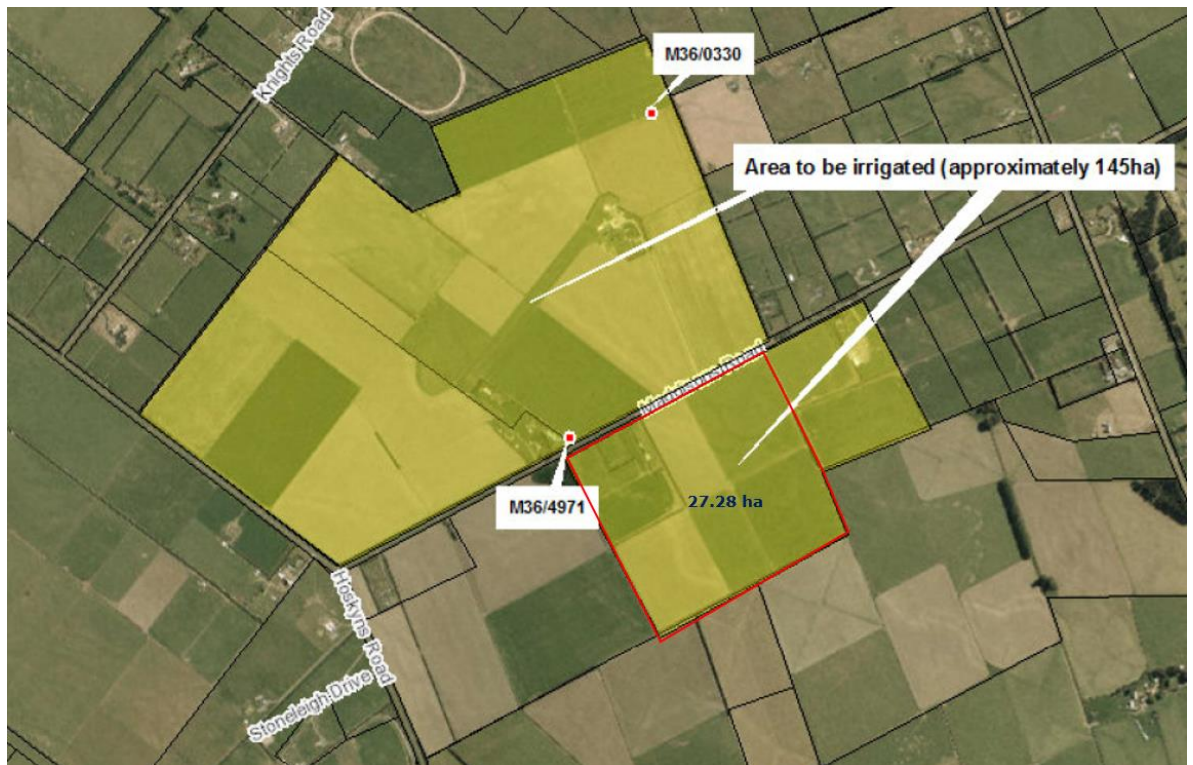 Knights Road
M36/0330
Area to be irrigated (approximately 145ha)
M36/4971
27.28 ha
Hoskyns Road
Stoneleigh Drive